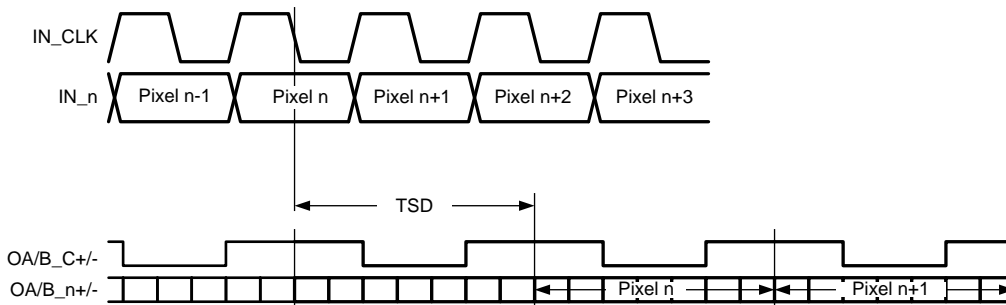 IN_CLK
IN_n
Pixel n-1
Pixel n
Pixel n+1
Pixel n+2
Pixel n+3
TSD
OA/B_C+/-
OA/B_n+/-
Pixel n
Pixel n+1